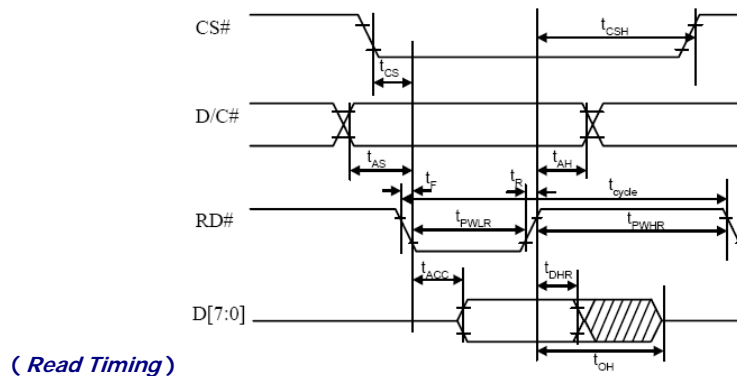 CS#
tCSH
tCS
D/C#
tAS
tAH
tF
tR
tcycle
RD#
tPWLR
tPWHR
tACC
tDHR
D[7:0]
tOH
( Read Timing )